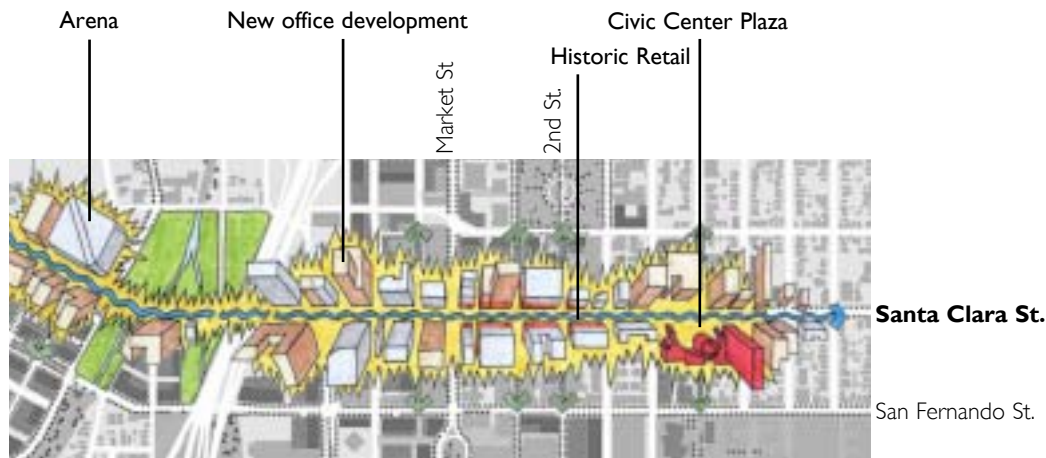 Arena
New office development
Civic Center Plaza
Historic Retail
Market St
2nd St.
Santa Clara St.
San Fernando St.